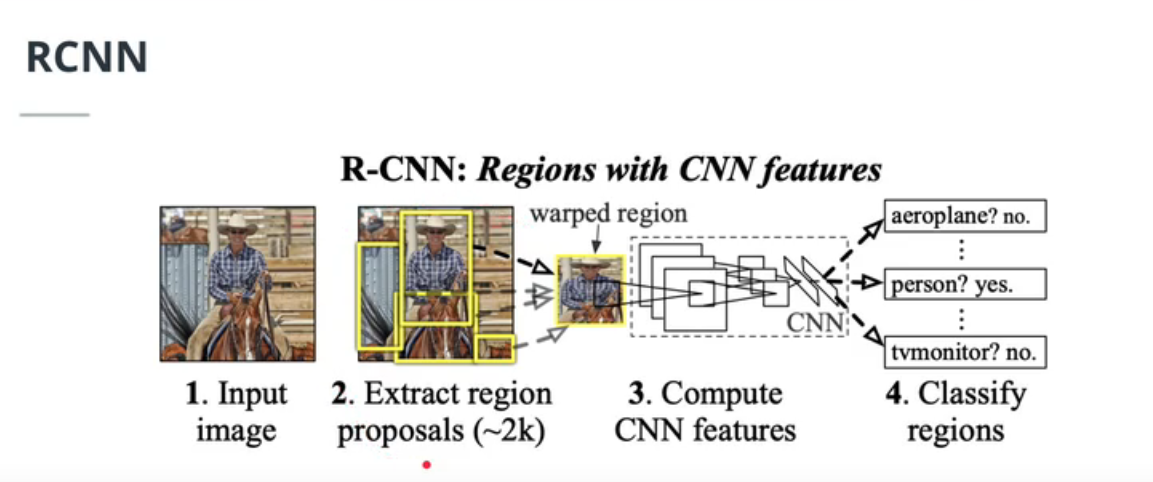 RCNN
R-CNN: Regions with CNN features
warped region
aeroplane? no.
person? yes.
CNN
tvmonitor? no.
1. Input
image
2. Extract region
proposals (~2k)
3. Compute
CNN features
4. Classify
regions